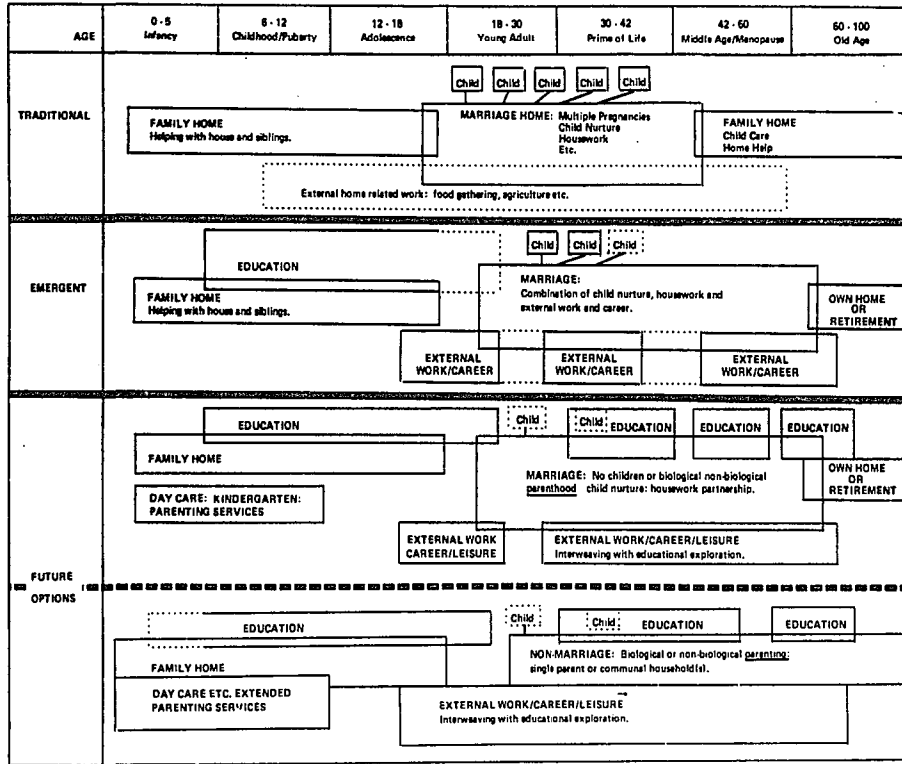 AGE
0 - 5
Infancy
6 - 12
Childhood/Puberty
12 - 18
Adolescence
18 - 30
Young Adult
30 - 42
Prime of Life
42 - 60
Middle Age/Menopause
60 - 100
Old Age
TRADITIONAL
Child Child Child Child Child
FAMILY HOME
Helping with house and siblings.
MARRIAGE HOME: Multiple Pregnancies
Child Nurture
Housework
Etc.
FAMILY HOME
Child Care
Home Help
External home related work: food gathering, agriculture etc.
EMERGENT
EDUCATION
Child Child Child
FAMILY HOME
Helping with house and siblings.
MARRIAGE:
Combination of child nurture, housework and
external work and career.
OWN HOME
OR
RETIREMENT
EXTERNAL
WORK/CAREER
EXTERNAL
WORK/CAREER
EXTERNAL
WORK/CAREER
FUTURE
OPTIONS
EDUCATION
Child
Child EDUCATION
EDUCATION
EDUCATION
FAMILY HOME
MARRIAGE: No children or biological non-biological
parenthood child nurture: housework partnership.
OWN HOME
OR
RETIREMENT
DAY CARE: KINDERGARTEN:
PARENTING SERVICES
EXTERNAL WORK
CAREER/LEISURE
EXTERNAL WORK/CAREER/LEISURE
Interweaving with educational exploration.
EDUCATION
Child
Child EDUCATION
EDUCATION
FAMILY HOME
NON-MARRIAGE: Biological or non-biological parenting:
single parent or communal household(s).
DAY CARE ETC. EXTENDED
PARENTING SERVICES
EXTERNAL WORK/CAREER/LEISURE
Interweaving with educational exploration.